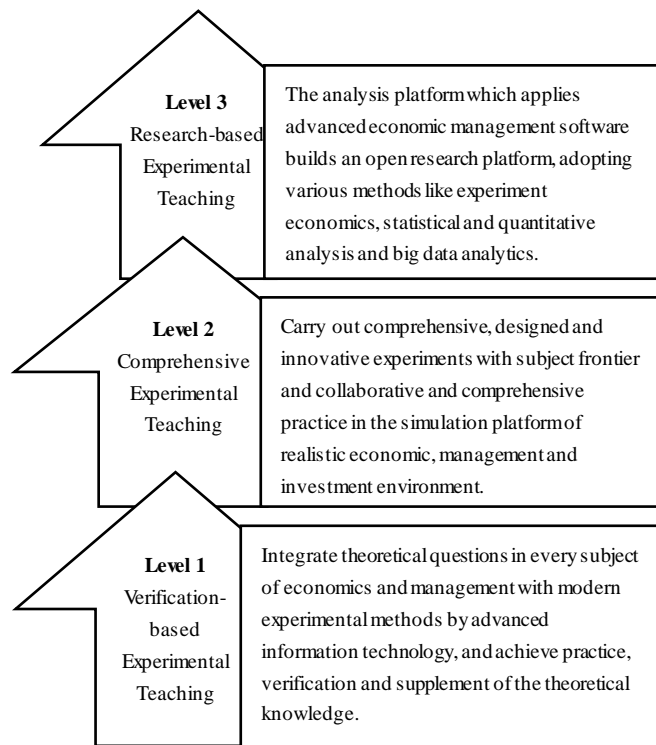 Level 3
Research-based
Experimental
Teaching
The analysis platform which applies
advanced economic management software
builds an open research platform, adopting
various methods like experiment
economics, statistical and quantitative
analysis and big data analytics.
Level 2
Comprehensive
Experimental
Teaching
Carry out comprehensive, designed and
innovative experiments with subject frontier
and collaborative and comprehensive
practice in the simulation platform of
realistic economic, management and
investment environment.
Level 1
Verification-
based
Experimental
Teaching
Integrate theoretical questions in every subject
of economics and management with modern
experimental methods by advanced
information technology, and achieve practice,
verification and supplement of the theoretical
knowledge.